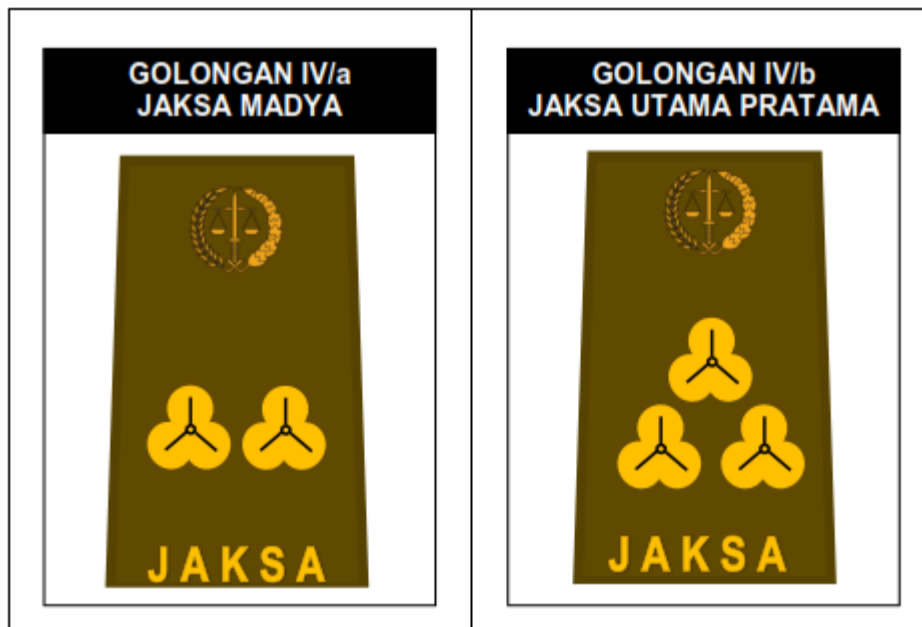 GOLONGAN IV/a
JAKSA MADYA
JAKSA
GOLONGAN IV/b
JAKSA UTAMA PRATAMA
JAKSA